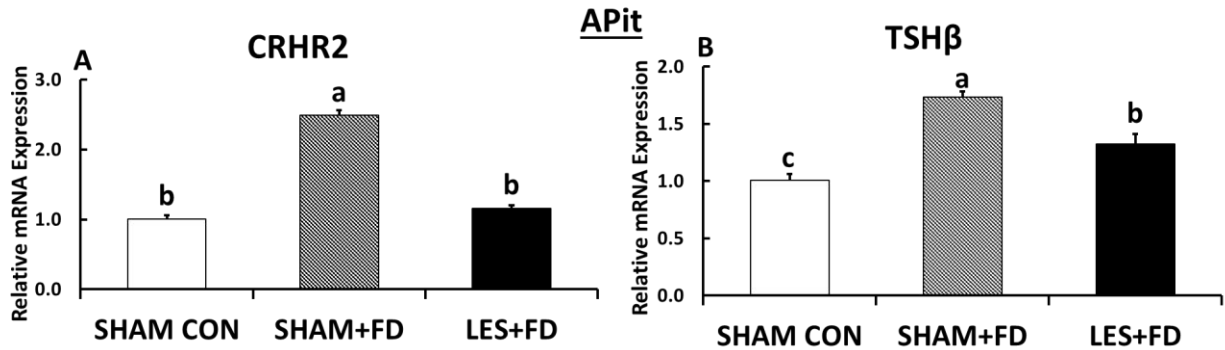 APit
A
CRHR2
Relative mRNA Expression
3.0
2.0
1.0
0.0
b
a
b
SHAM CON
SHAM+FD
LES+FD
B
TSHβ
Relative mRNA Expression
2.0
1.5
1.0
0.5
0.0
c
a
b
SHAM CON
SHAM+FD
LES+FD